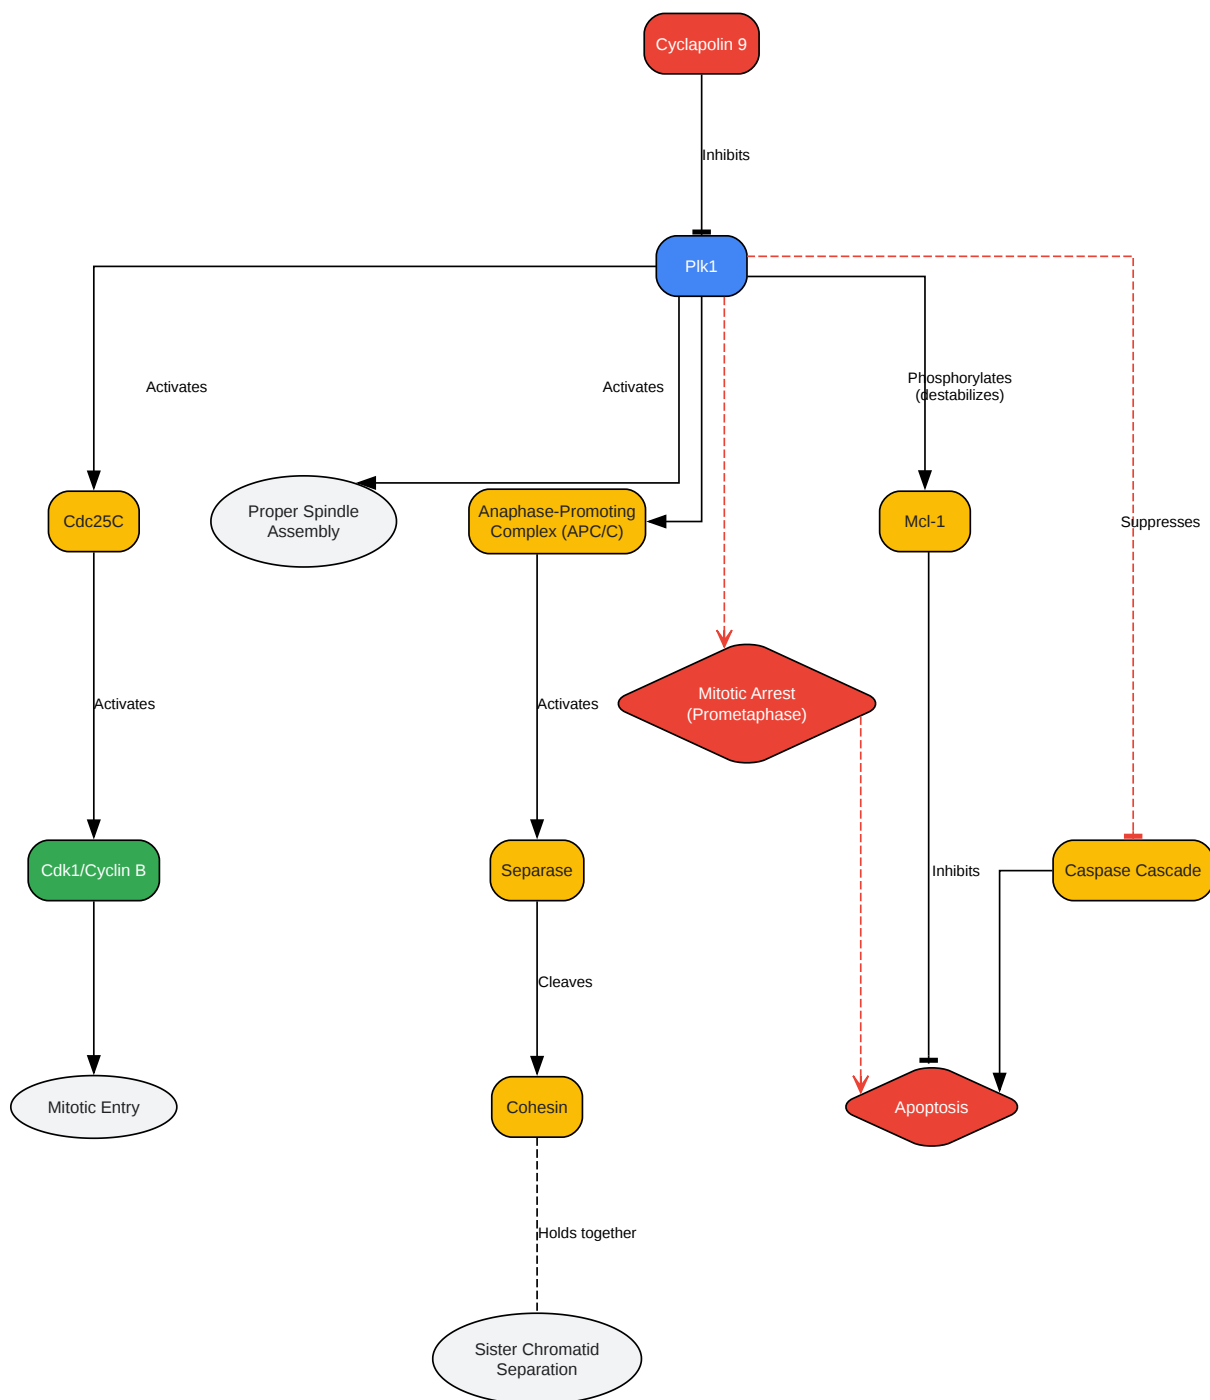 Cyclapolin 9
Inhibits
Plk1
Activates
Activates
Phosphorylates
(destabilizes)
Cdc25C
Proper Spindle
Assembly
Anaphase-Promoting
Complex (APC/C)
Mcl-1
Suppresses
Mitotic Arrest
(Prometaphase)
Activates
Activates
Cdk1/Cyclin B
Separase
Inhibits
Caspase Cascade
Cleaves
Mitotic Entry
Cohesin
Apoptosis
Holds together
Sister Chromatid
Separation